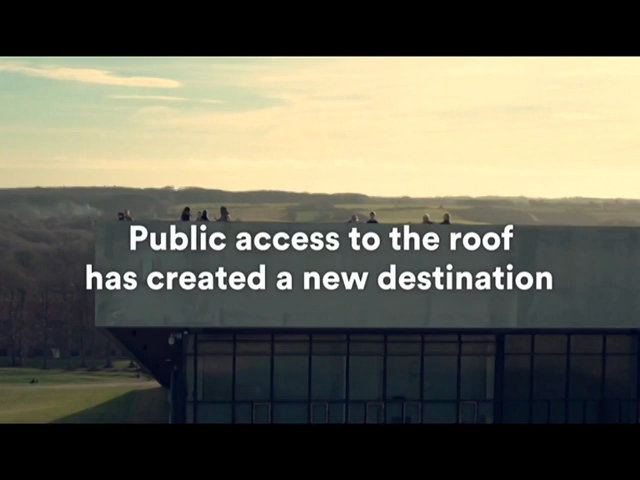 Public access to the roof
has created a new destination